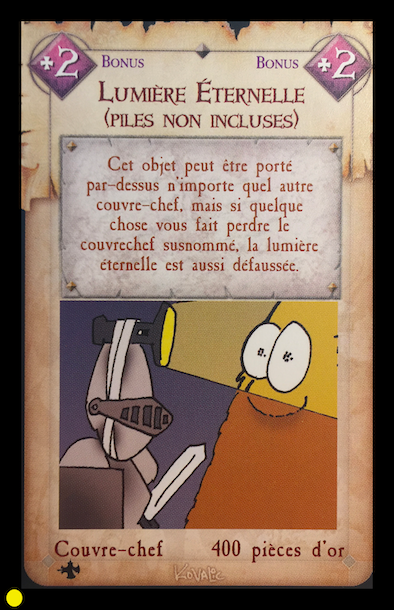 +2 Bonus Bonus +2
Lumière Éternelle
(piles non incluses)
Cet objet peut être porté
par-dessus n'importe quel autre
couvre-chef, mais si quelque
chose vous fait perdre le
couvrechef susnommé, la lumière
éternelle est aussi défaussée.
Couvre-chef 400 pièces d'or
Kovalic